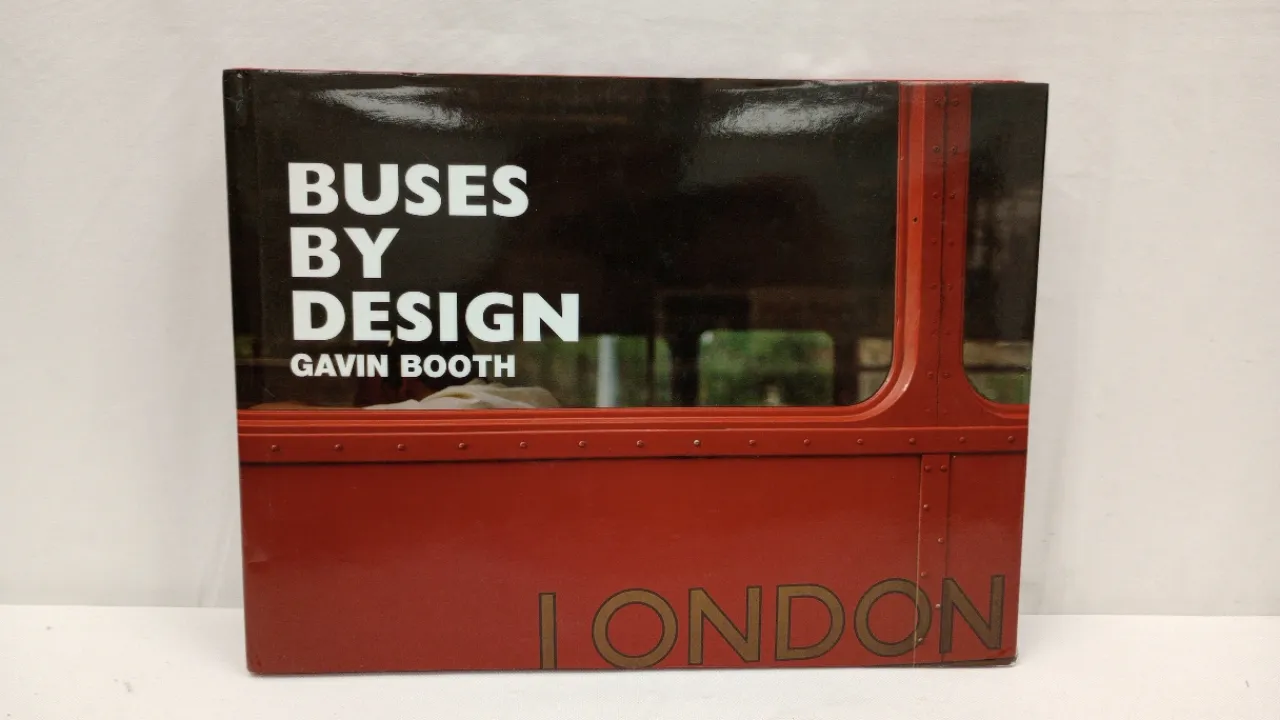 BUSES
BY
DESIGN
GAVIN BOOTH
LONDON